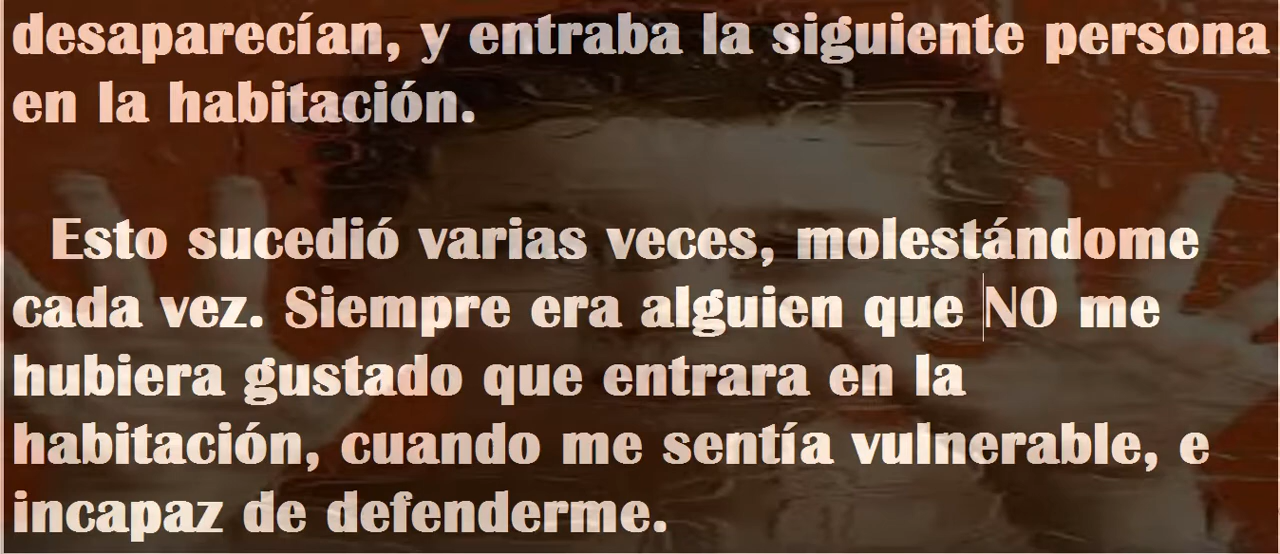 desaparecían, y entraba la siguiente persona
en la habitación.
Esto sucedió varias veces, molestándome
cada vez. Siempre era alguien que NO me
hubiera gustado que entrara en la
habitación, cuando me sentía vulnerable, e
incapaz de defenderme.